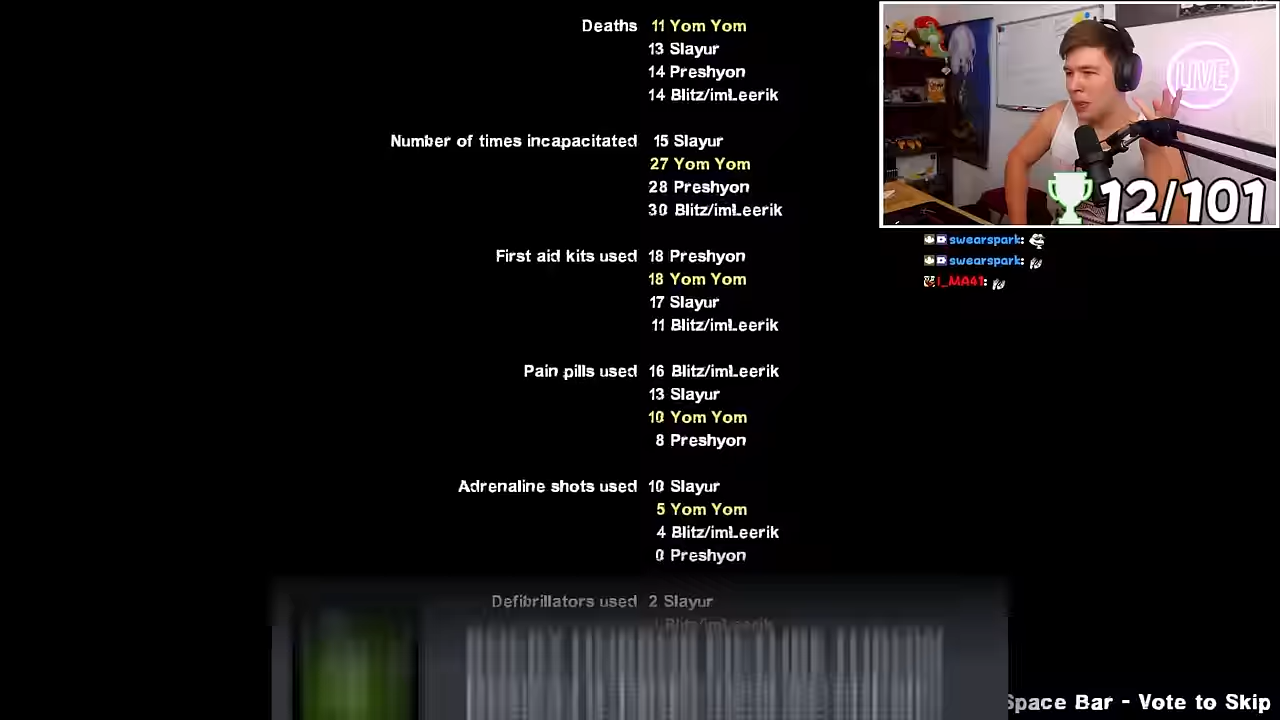 Deaths 11 Yom Yom
13 Slayur
14 Preshyon
14 Blitz/imLeerik
Number of times incapacitated 15 Slayur
27 Yom Yom
28 Preshyon
30 Blitz/imLeerik
First aid kits used 18 Preshyon
18 Yom Yom
17 Slayur
11 Blitz/imLeerik
Pain pills used 16 Blitz/imLeerik
13 Slayur
10 Yom Yom
8 Preshyon
Adrenaline shots used 10 Slayur
5 Yom Yom
4 Blitz/imLeerik
0 Preshyon
Defibrillators used 2 Slayur
1 Blitz/imLeerik
LIVE
12/101
swearspark:
swearspark:
I_MA41:
Space Bar - Vote to Skip